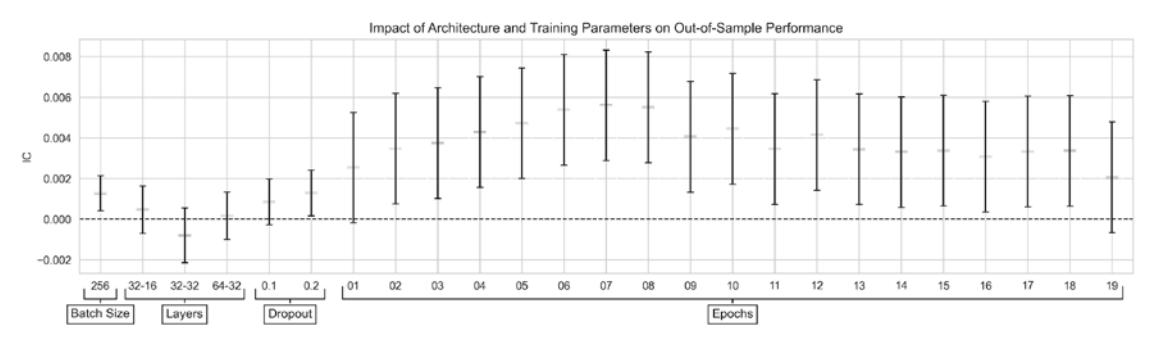 Impact of Architecture and Training Parameters on Out-of-Sample Performance
0.008
0.006
0.004
0.002
0.000
−0.002
IC
256 32-16 32-32 64-32 0.1 0.2 01 02 03 04 05 06 07 08 09 10 11 12 13 14 15 16 17 18 19
Batch Size Layers Dropout Epochs